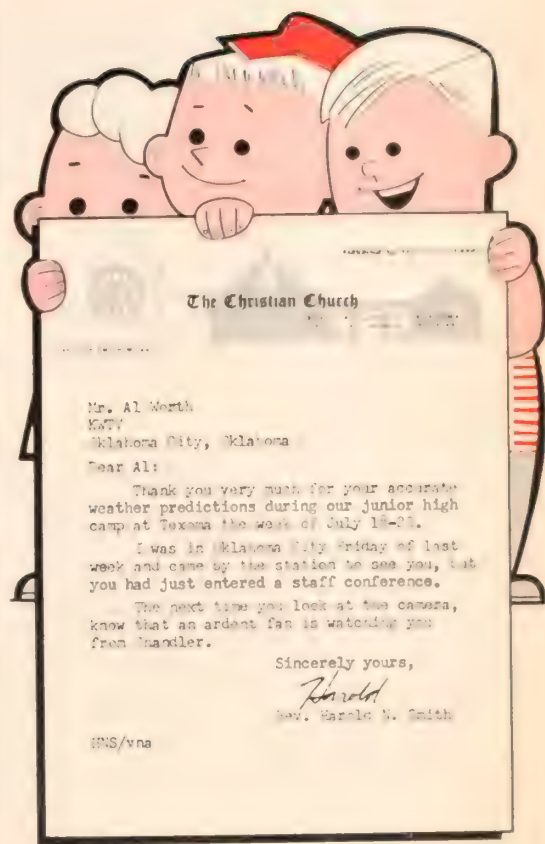 The Christian Church
Mr. Al Worth
KWTV
Oklahoma City, Oklahoma
Dear Al:
Thank you very much for your accurate
weather predictions during our junior high
camp at Texoma the week of July
I was in Oklahoma City Friday of last
week and came by the station to see you, but
you had just entered a staff conference.
The next time you look at the camera,
know that an ardent fan is watching you
from Chandler.
Sincerely yours,
Harold
Rev. Harold N. Smith
HNS/vna